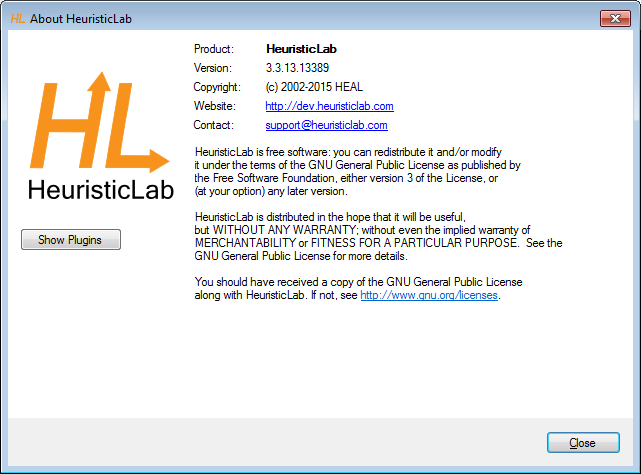 HL About HeuristicLab
Product: HeuristicLab
Version: 3.3.13.13389
Copyright: (c) 2002-2015 HEAL
Website: http://dev.heuristiclab.com
Contact: support@heuristiclab.com
HL
HeuristicLab
Show Plugins
HeuristicLab is free software: you can redistribute it and/or modify
it under the terms of the GNU General Public License as published by
the Free Software Foundation, either version 3 of the License, or
(at your option) any later version.
HeuristicLab is distributed in the hope that it will be useful,
but WITHOUT ANY WARRANTY; without even the implied warranty of
MERCHANTABILITY or FITNESS FOR A PARTICULAR PURPOSE.  See the
GNU General Public License for more details.
You should have received a copy of the GNU General Public License
along with HeuristicLab. If not, see http://www.gnu.org/licenses.
Close